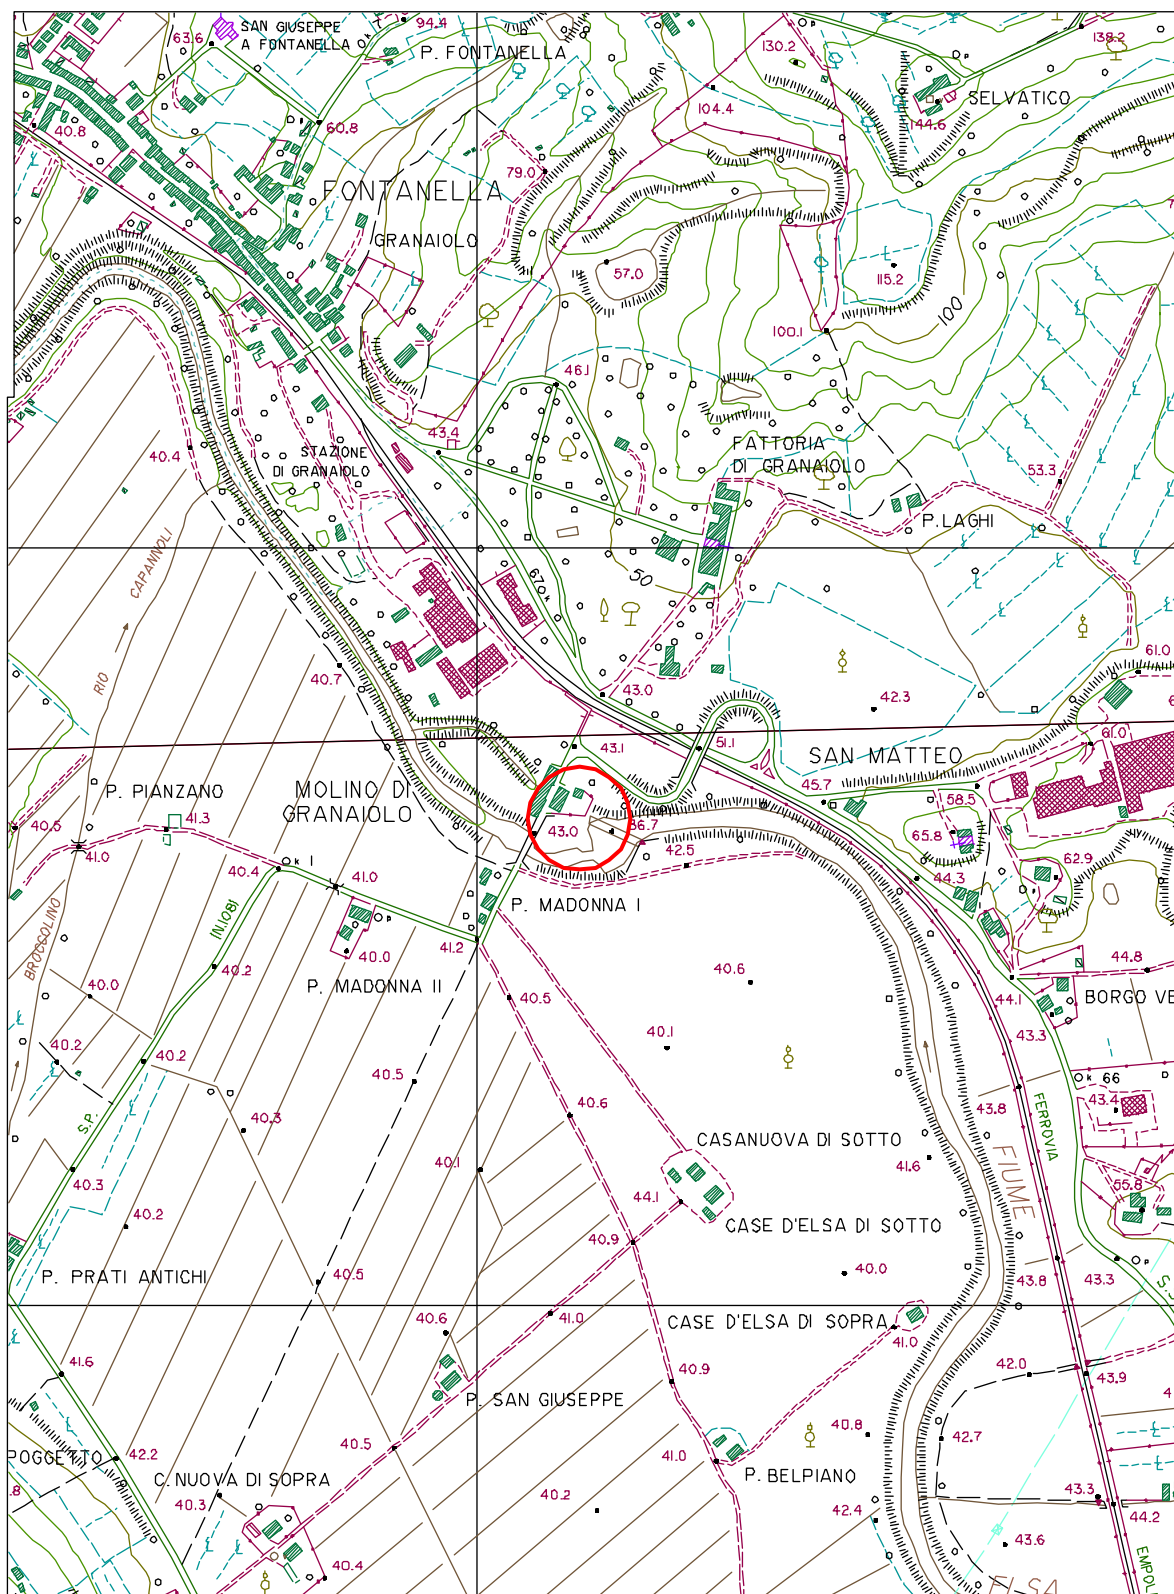 SAN GIUSEPPE
A FONTANELLA
k
63.6
94.4
P. FONTANELLA
130.2
138.2
P
104.4
SELVATICO
144.6
40.8
60.8
P
79.0
FONTANELLA
GRANAIOLO
57.0
115.2
100
100.1
46.1
43.4
40.4
STAZIONE
DI GRANAIOLO
FATTORIA
DI GRANAIOLO
53.3
P. LAGHI
RIO
CAPANNOLI
67
k
50
40.7
43.0
42.3
61.0
43.1
51.1
SAN MATTEO
61.0
P. PIANZANO
MOLINO DI
GRANAIOLO
45.7
58.5
41.3
40.5
43.0
36.7
65.8
41.0
40.4
k 1
41.0
42.5
44.3
62.9
P. MADONNA I
IN.1081
P
40.0
41.2
BROCCOLINO
40.2
P. MADONNA II
40.6
44.8
40.0
40.5
44.1
BORGO VE
43.3
40.2
40.2
40.1
40.5
k 66
43.8
43.4
S.P.
40.3
40.6
FERROVIA
CASANUOVA DI SOTTO
40.1
41.6
FIUME
40.3
44.1
55.8
40.2
CASE D'ELSA DI SOTTO
40.9
P. PRATI ANTICHI
40.5
40.0
43.8
43.3
P
S.S
41.0
CASE D'ELSA DI SOPRA
40.6
41.0
41.6
40.9
42.0
43.9
4
P. SAN GIUSEPPE
40.8
42.7
POGGETTO
42.2
40.5
41.0
C. NUOVA DI SOPRA
P. BELPIANO
.8
40.3
40.2
42.4
43.3
44.2
43.6
40.4
ELSA
EMPOL